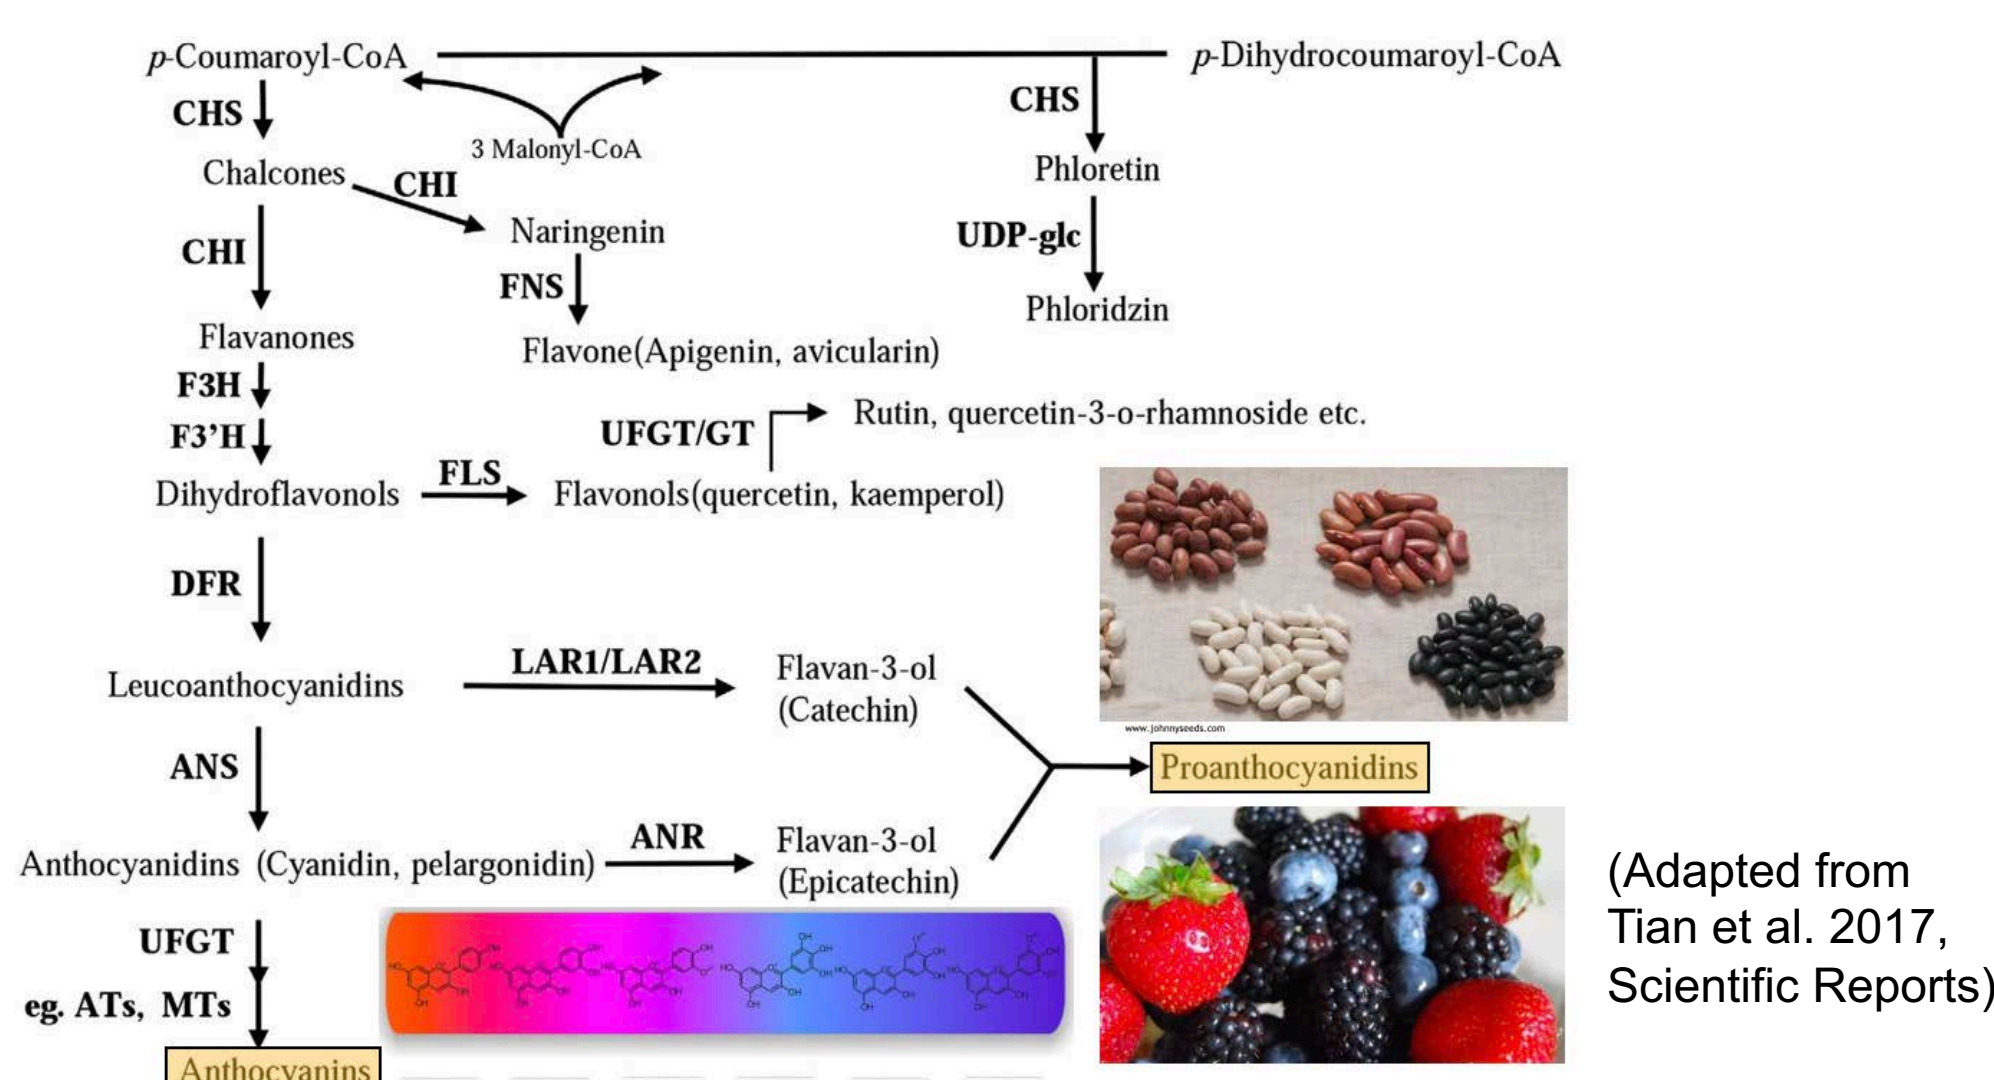 p-Coumaroyl-CoA
p-Dihydrocoumaroyl-CoA
CHS
CHS
3 Malonyl-CoA
Chalcones
CHI
Phloretin
CHI
Naringenin
UDP-glc
FNS
Phloridzin
Flavanones
Flavone(Apigenin, avicularin)
F3H
F3’H
UFGT/GT
Rutin, quercetin-3-o-rhamnoside etc.
Dihydroflavonols
FLS
Flavonols(quercetin, kaemperol)
DFR
Leucoanthocyanidins
LAR1/LAR2
Flavan-3-ol
(Catechin)
www.johnnyseeds.com
ANS
Proanthocyanidins
Anthocyanidins (Cyanidin, pelargonidin)
ANR
Flavan-3-ol
(Epicatechin)
(Adapted from
Tian et al. 2017,
Scientific Reports)
UFGT
eg. ATs, MTs
Anthocyanins